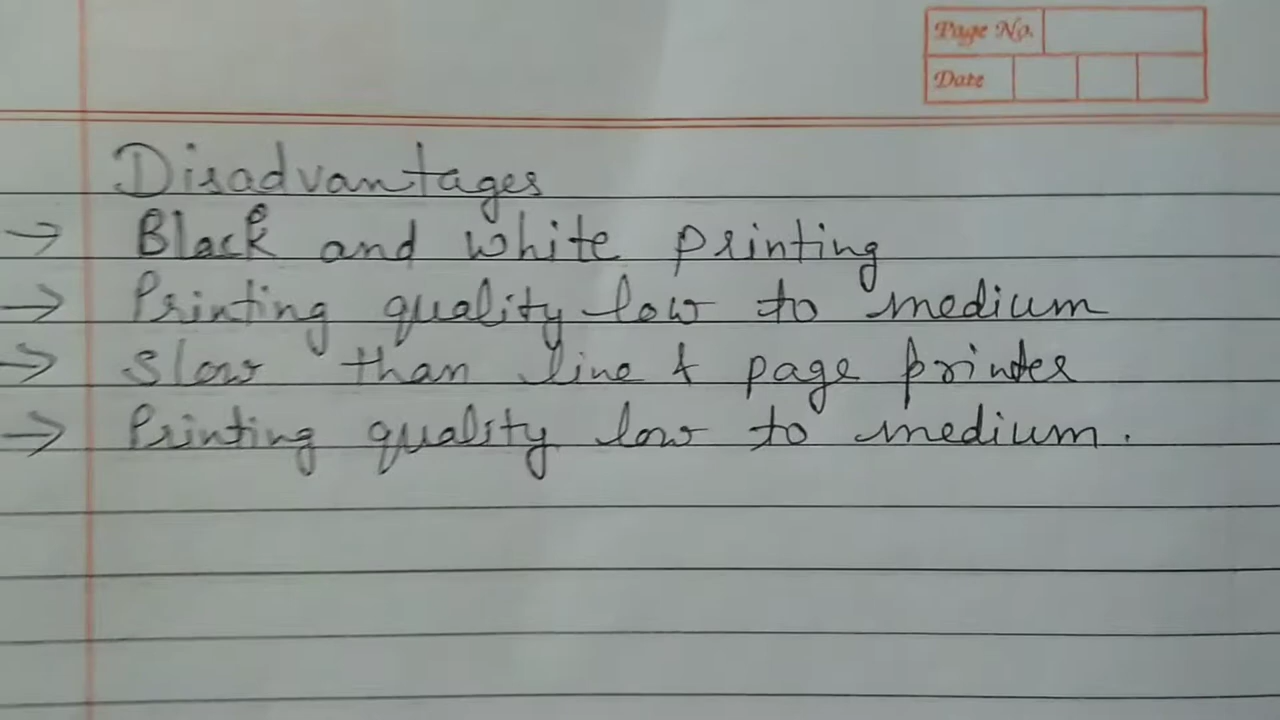 Page No.
Date
Disadvantages
→ Black and white printing
→ Printing quality low to medium
→ Slow than line & page printer
→ Printing quality low to medium.